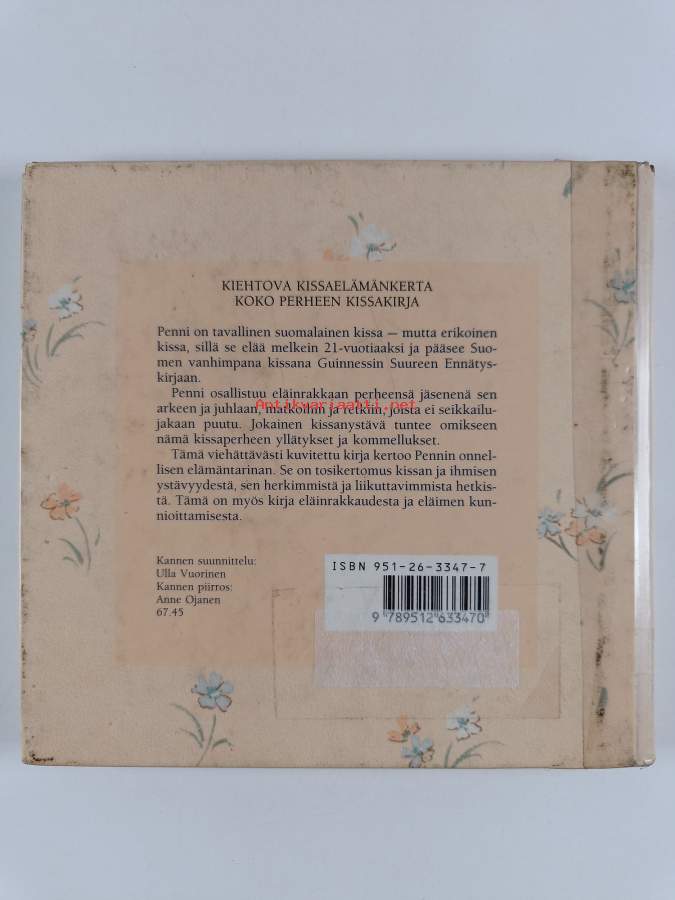 KIEHTOVA KISSAELÄMÄNKERTA
KOKO PERHEEN KISSAKIRJA
Penni on tavallinen suomalainen kissa — mutta erikoinen
kissa, sillä se elää melkein 21-vuotiaaksi ja pääsee Suo-
men vanhimpana kissana Guinnessin Suureen Ennätys-
kirjaan.
Penni osallistuu eläinrakkaan perheensä jäsenenä sen
arkeen ja juhlaan, matkoihin ja retkiin, joista ei seikkailu-
Antikvariaatti.net
jakaan puutu. Jokainen kissanystävä tuntee omikseen
nämä kissaperheen yllätykset ja kommellukset.
Tämä viehättävästi kuvitettu kirja kertoo Pennin onnel-
lisen elämäntarinan. Se on tosikertomus kissan ja ihmisen
ystävyydestä, sen herkimmistä ja liikuttavimmista hetkis-
tä. Tämä on myös kirja eläinrakkaudesta ja eläimen kun-
nioittamisesta.
Kannen suunnittelu:
Ulla Vuorinen
Kannen piirros:
Anne Ojanen
67.45
ISBN 951-26-3347-7
9 789512 633470